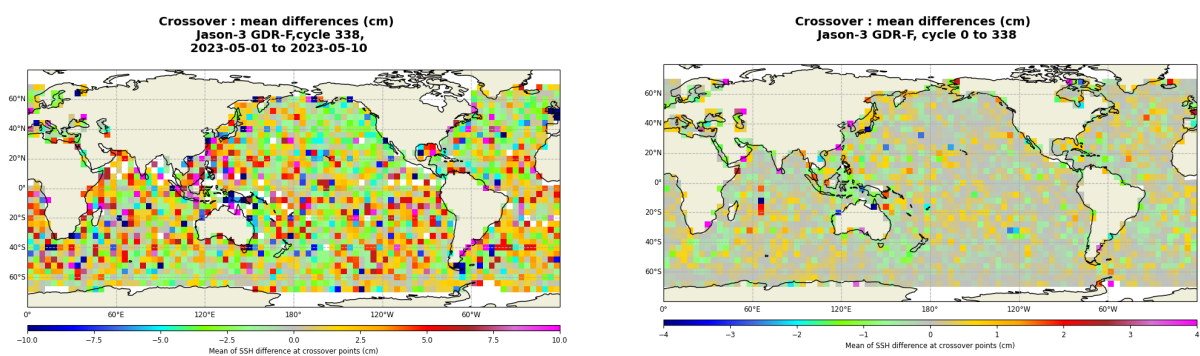 Crossover : mean differences (cm)
Jason-3 GDR-F,cycle 338,
2023-05-01 to 2023-05-10
60°N
40°N
20°N
0°
20°S
40°S
60°S
0° 60°E 120°E 180° 120°W 60°W
−10.0 −7.5 −5.0 −2.5 0.0 2.5 5.0 7.5 10.0
Mean of SSH difference at crossover points (cm)
Crossover : mean differences (cm)
Jason-3 GDR-F, cycle 0 to 338
60°N
40°N
20°N
0°
20°S
40°S
60°S
0° 60°E 120°E 180° 120°W 60°W
−4 −3 −2 −1 0 1 2 3 4
Mean of SSH difference at crossover points (cm)